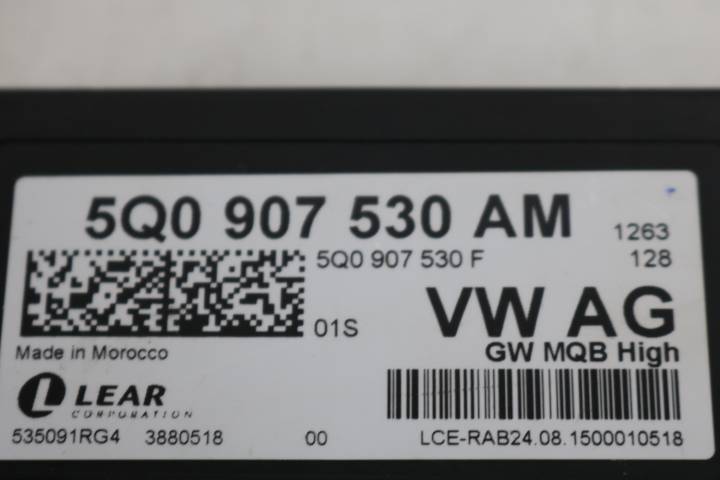 5Q0 907 530 AM 1263
5Q0 907 530 F 128
01S VW AG
Made in Morocco GW MQB High
L LEAR
CORPORATION
535091RG4 3880518 00 LCE-RAB24.08.1500010518